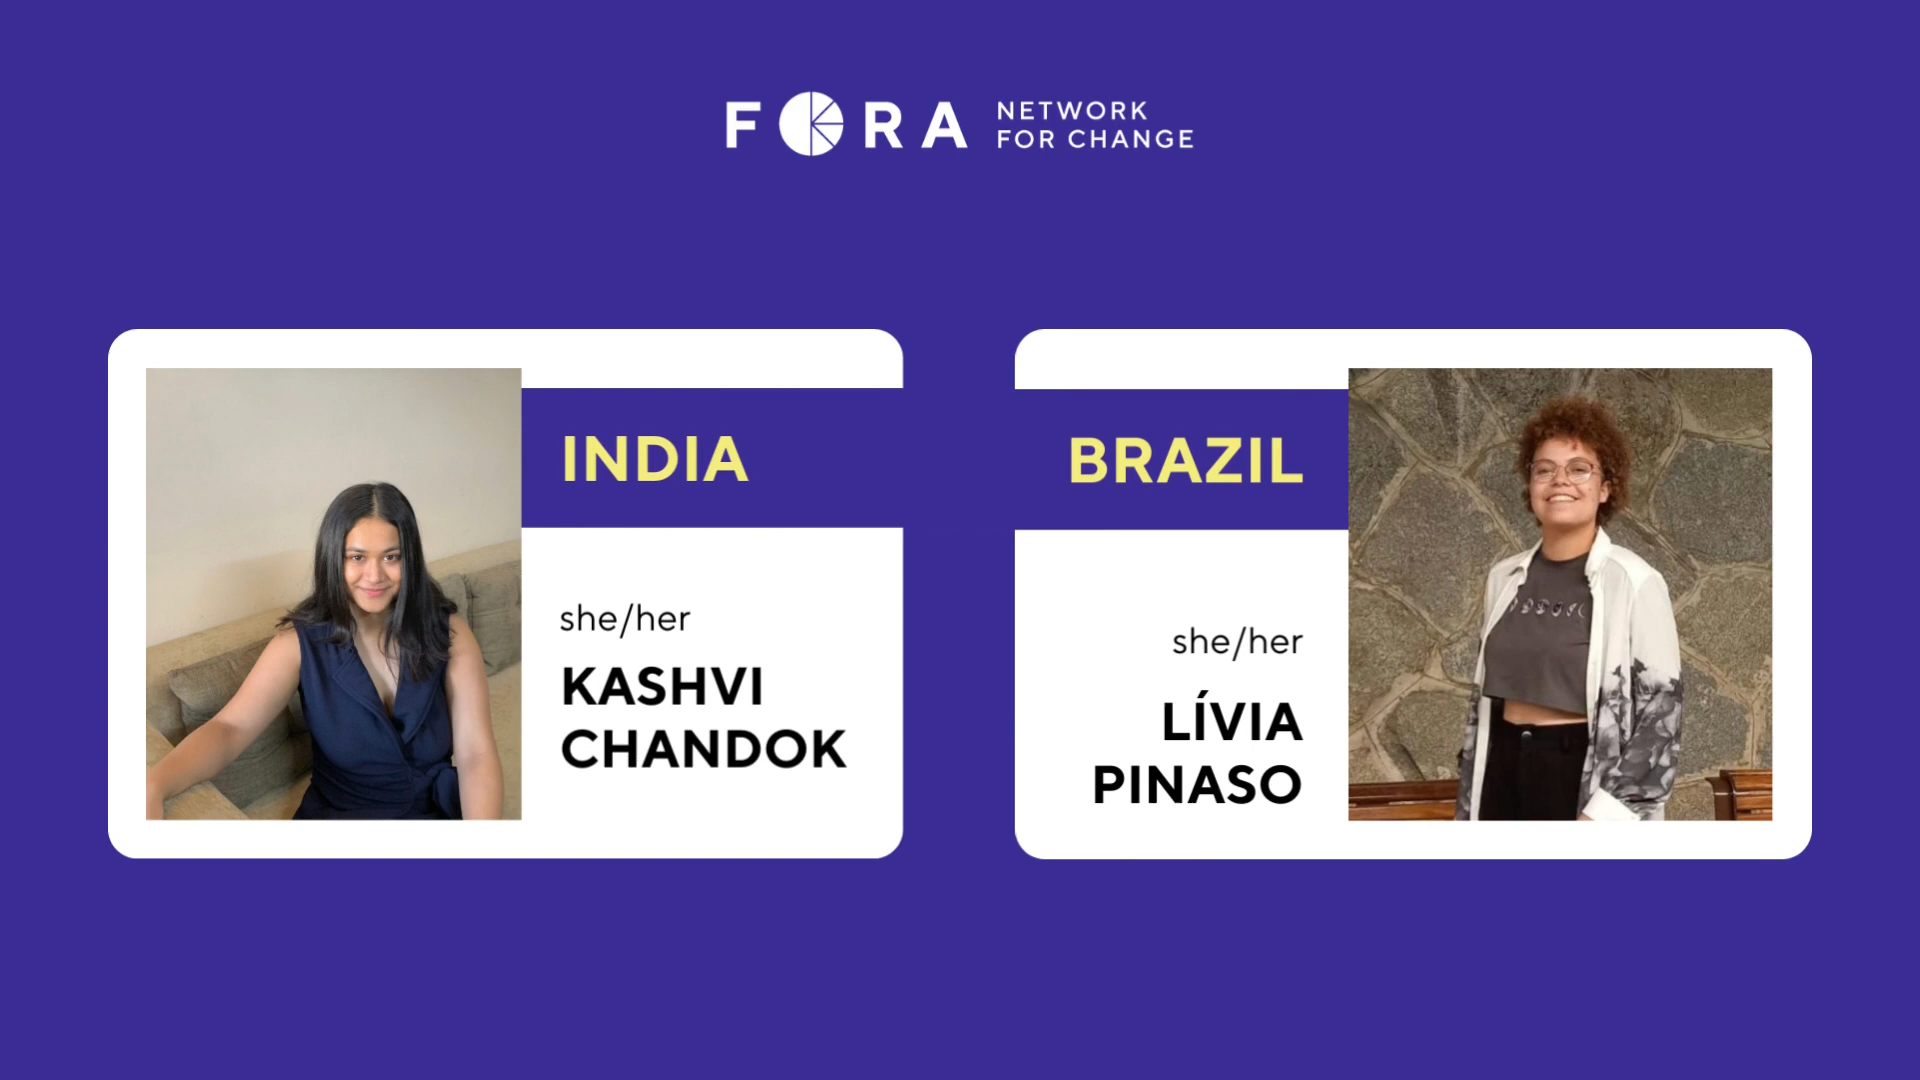 FORA
NETWORK
FOR CHANGE
INDIA
she/her
KASHVI
CHANDOK
BRAZIL
she/her
LÍVIA
PINASO